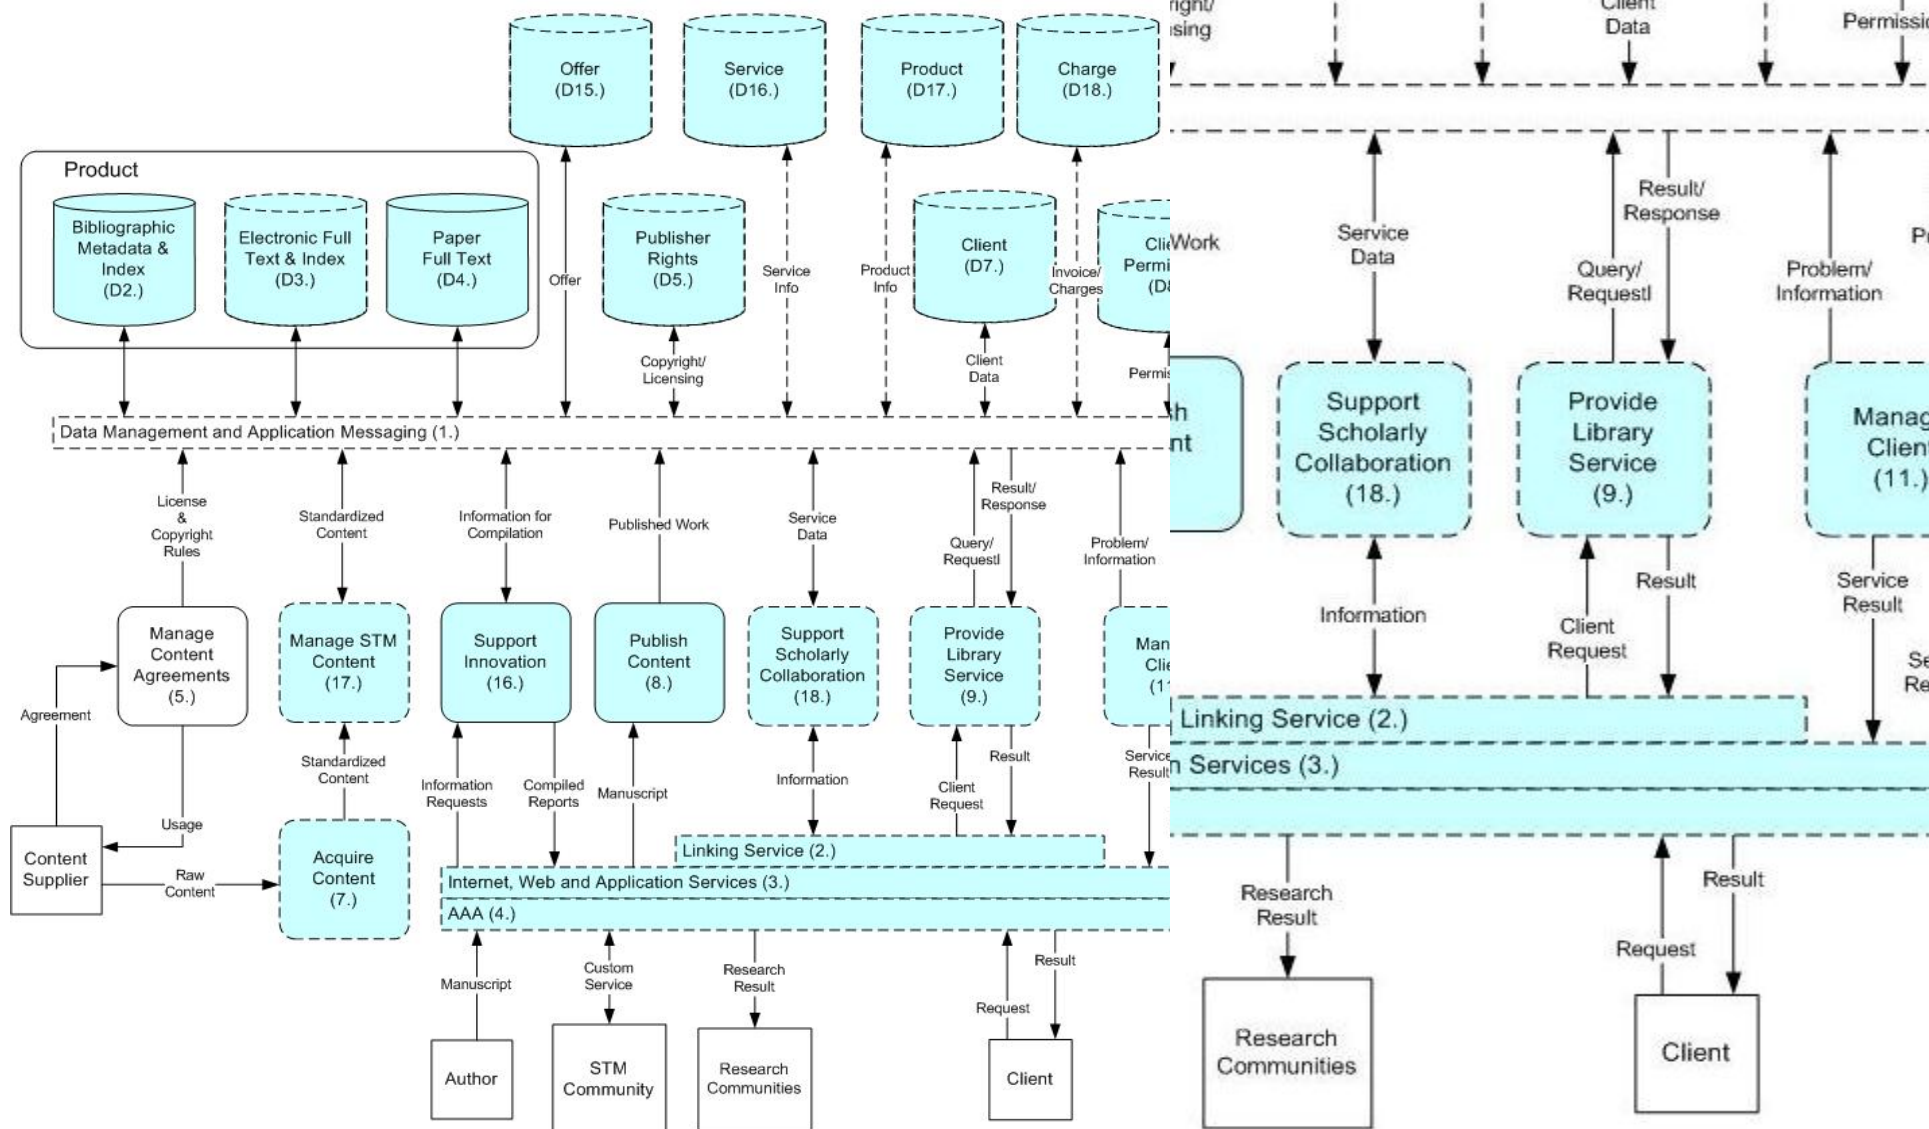 Offer
(D15.)
Service
(D16.)
Product
(D17.)
Charge
(D18.)
Product
Bibliographic
Metadata &
Index
(D2.)
Electronic Full
Text & Index
(D3.)
Paper
Full Text
(D4.)
Publisher
Rights
(D5.)
Client
(D7.)
Offer
Service
Info
Product
Info
Invoice/
Charges
Copyright/
Licensing
Client
Data
Data Management and Application Messaging (1.)
License
&
Copyright
Rules
Standardized
Content
Information for
Compilation
Published Work
Service
Data
Query/
Requestl
Result/
Response
Problem/
Information
Manage
Content
Agreements
(5.)
Manage STM
Content
(17.)
Support
Innovation
(16.)
Publish
Content
(8.)
Support
Scholarly
Collaboration
(18.)
Provide
Library
Service
(9.)
Agreement
Usage
Standardized
Content
Information
Requests
Compiled
Reports
Manuscript
Information
Client
Request
Result
Service
Result
Content
Supplier
Raw
Content
Acquire
Content
(7.)
Linking Service (2.)
Internet, Web and Application Services (3.)
AAA (4.)
Manuscript
Custom
Service
Research
Result
Request
Result
Author
STM
Community
Research
Communities
Client
Client
Data
Work
Service
Data
Query/
Requestl
Result/
Response
Problem/
Information
Support
Scholarly
Collaboration
(18.)
Provide
Library
Service
(9.)
(11.)
Information
Client
Request
Result
Service
Result
Linking Service (2.)
Services (3.)
Research
Result
Request
Result
Research
Communities
Client